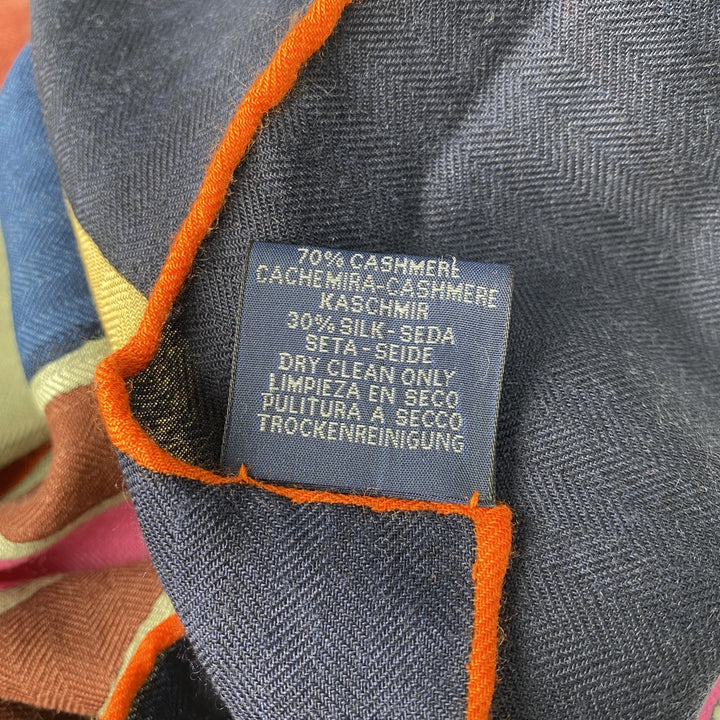 70% CASHMERE
CACHEMIRA-CASHMERE
KASCHMIR
30% SILK-SEDA
SETA-SEIDE
DRY CLEAN ONLY
LIMPIEZA EN SECO
PULITURA A SECCO
TROCKENREINIGUNG